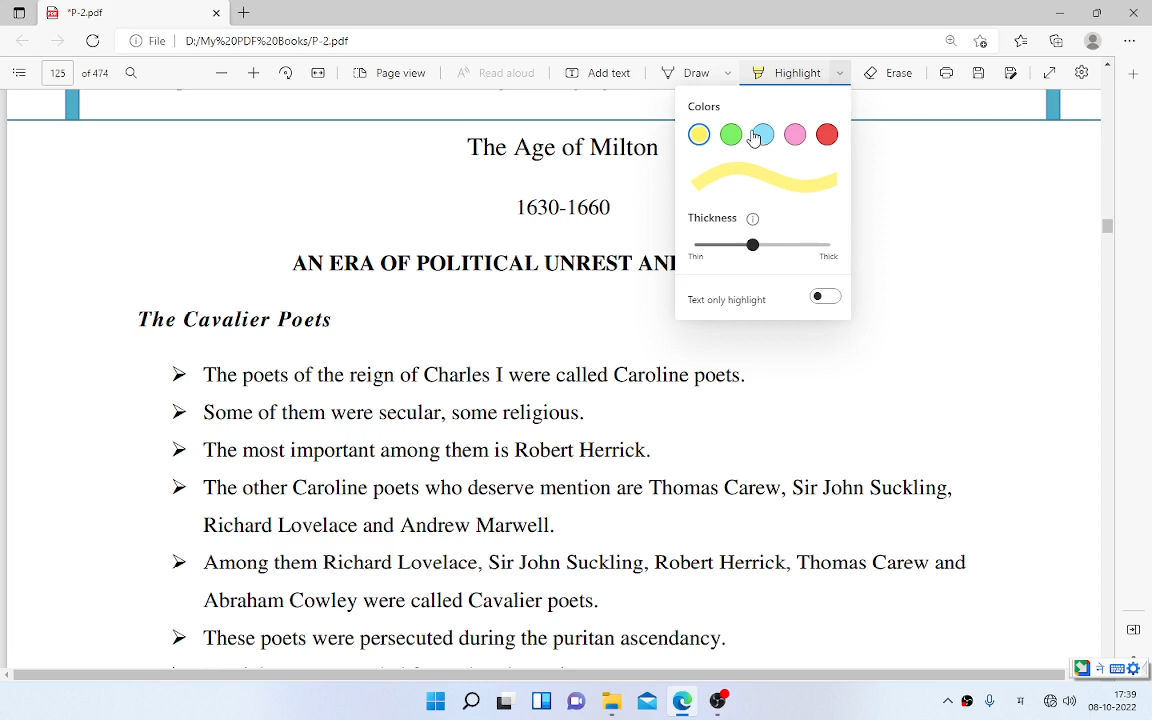 *P-2.pdf
File
D:/My%20PDF%20Books/P-2.pdf
125 of 474
Page view
Read aloud
Add text
Draw
Highlight
Erase
Colors
Thickness
Thin
Thick
Text only highlight
The Age of Milton
1630-1660
AN ERA OF POLITICAL UNREST
The Cavalier Poets
➢ The poets of the reign of Charles I were called Caroline poets.
➢ Some of them were secular, some religious.
➢ The most important among them is Robert Herrick.
➢ The other Caroline poets who deserve mention are Thomas Carew, Sir John Suckling,
Richard Lovelace and Andrew Marwell.
➢ Among them Richard Lovelace, Sir John Suckling, Robert Herrick, Thomas Carew and
Abraham Cowley were called Cavalier poets.
➢ These poets were persecuted during the puritan ascendancy.
ने
म
17:39
08-10-2022